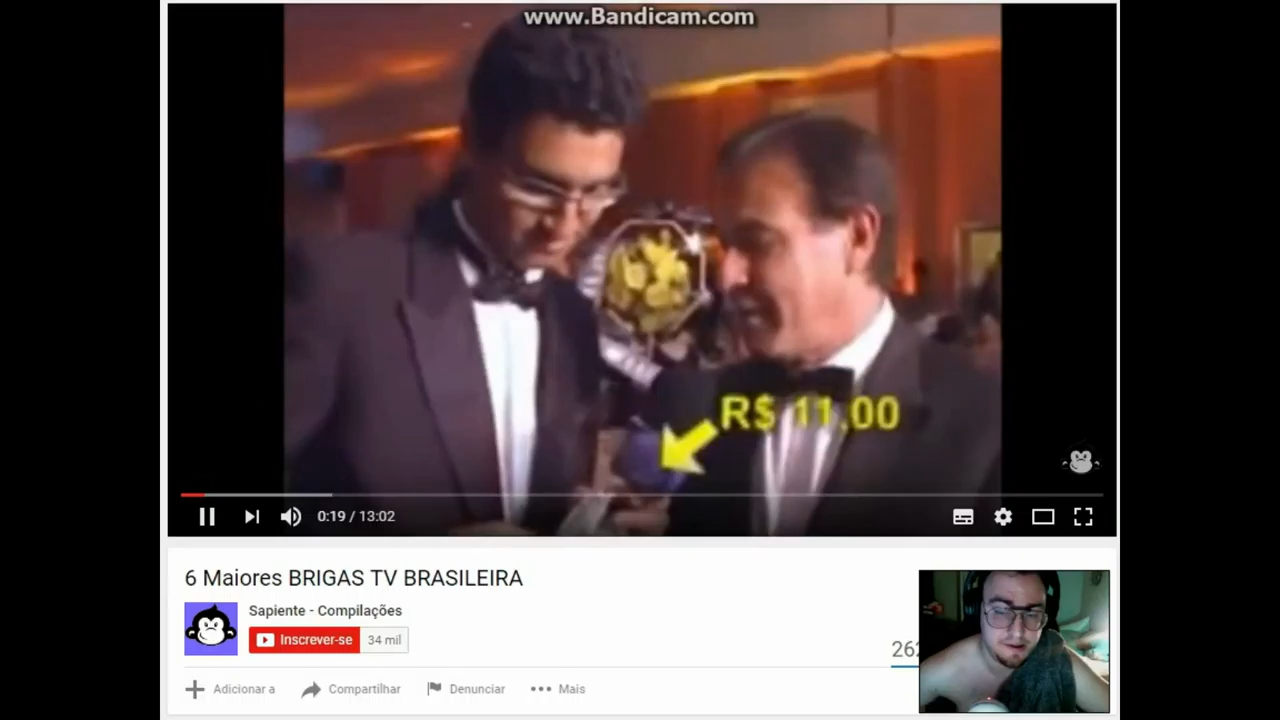 www.Bandicam.com
R$ 11,00
0:19 / 13:02
6 Maiores BRIGAS TV BRASILEIRA
Sapiente - Compilações
Inscrever-se 34 mil
262
Adicionar a Compartilhar Denunciar Mais